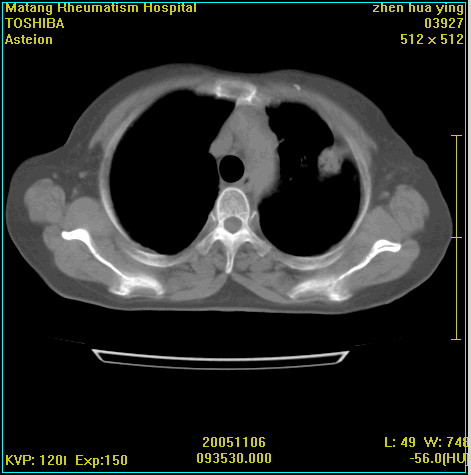 Matang Rheumatism Hospital
zhen hua ying
TOSHIBA
03927
Asteion
512 × 512
20051106
L: 49 W: 748
KVP: 120I Exp:150
093530.000
-56.0(HU